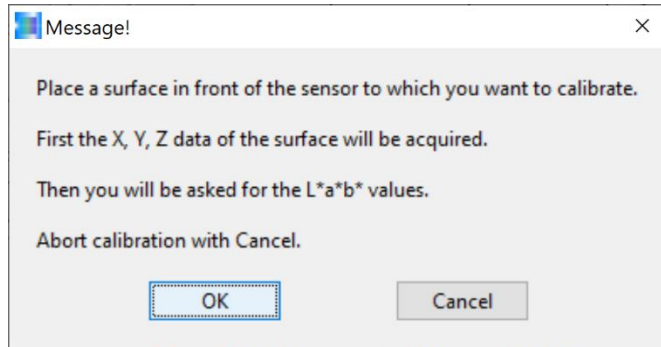 Message!
Place a surface in front of the sensor to which you want to calibrate.
First the X, Y, Z data of the surface will be acquired.
Then you will be asked for the L*a*b* values.
Abort calibration with Cancel.
OK Cancel